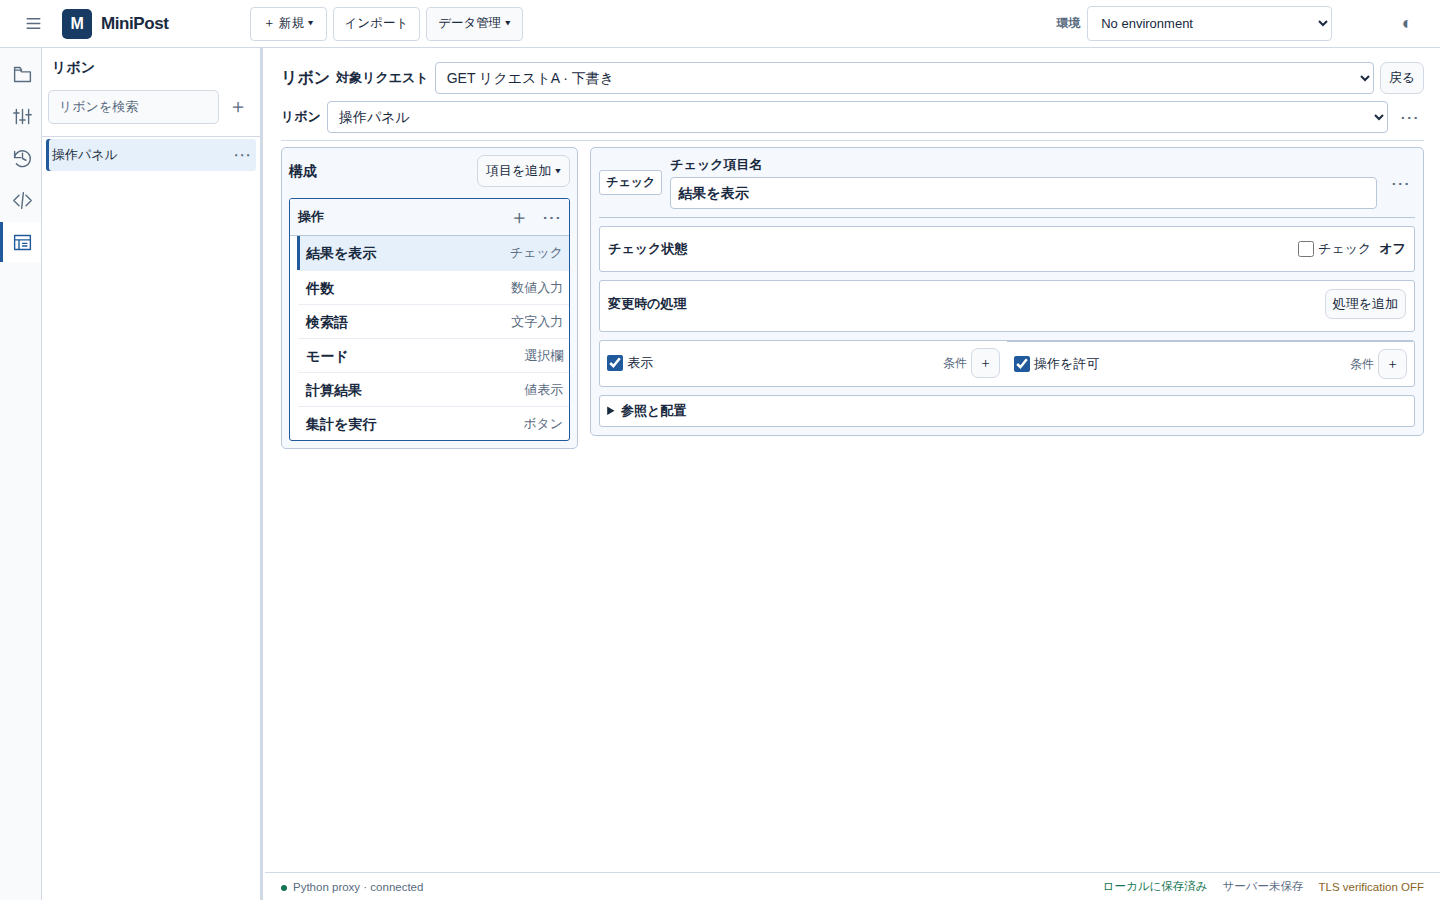 M MiniPost
＋ 新規 ▾
インポート
データ管理 ▾
環境
No environment
リボン
リボンを検索
＋
操作パネル
…
リボン 対象リクエスト GET リクエストA · 下書き 戻る
リボン 操作パネル …
構成 項目を追加 ▾
操作 ＋ …
結果を表示 チェック
件数 数値入力
検索語 文字入力
モード 選択欄
計算結果 値表示
集計を実行 ボタン
チェック項目名
チェック 結果を表示 …
チェック状態 チェック オフ
変更時の処理 処理を追加
表示 条件 ＋ 操作を許可 条件 ＋
▶ 参照と配置
Python proxy · connected
ローカルに保存済み サーバー未保存 TLS verification OFF